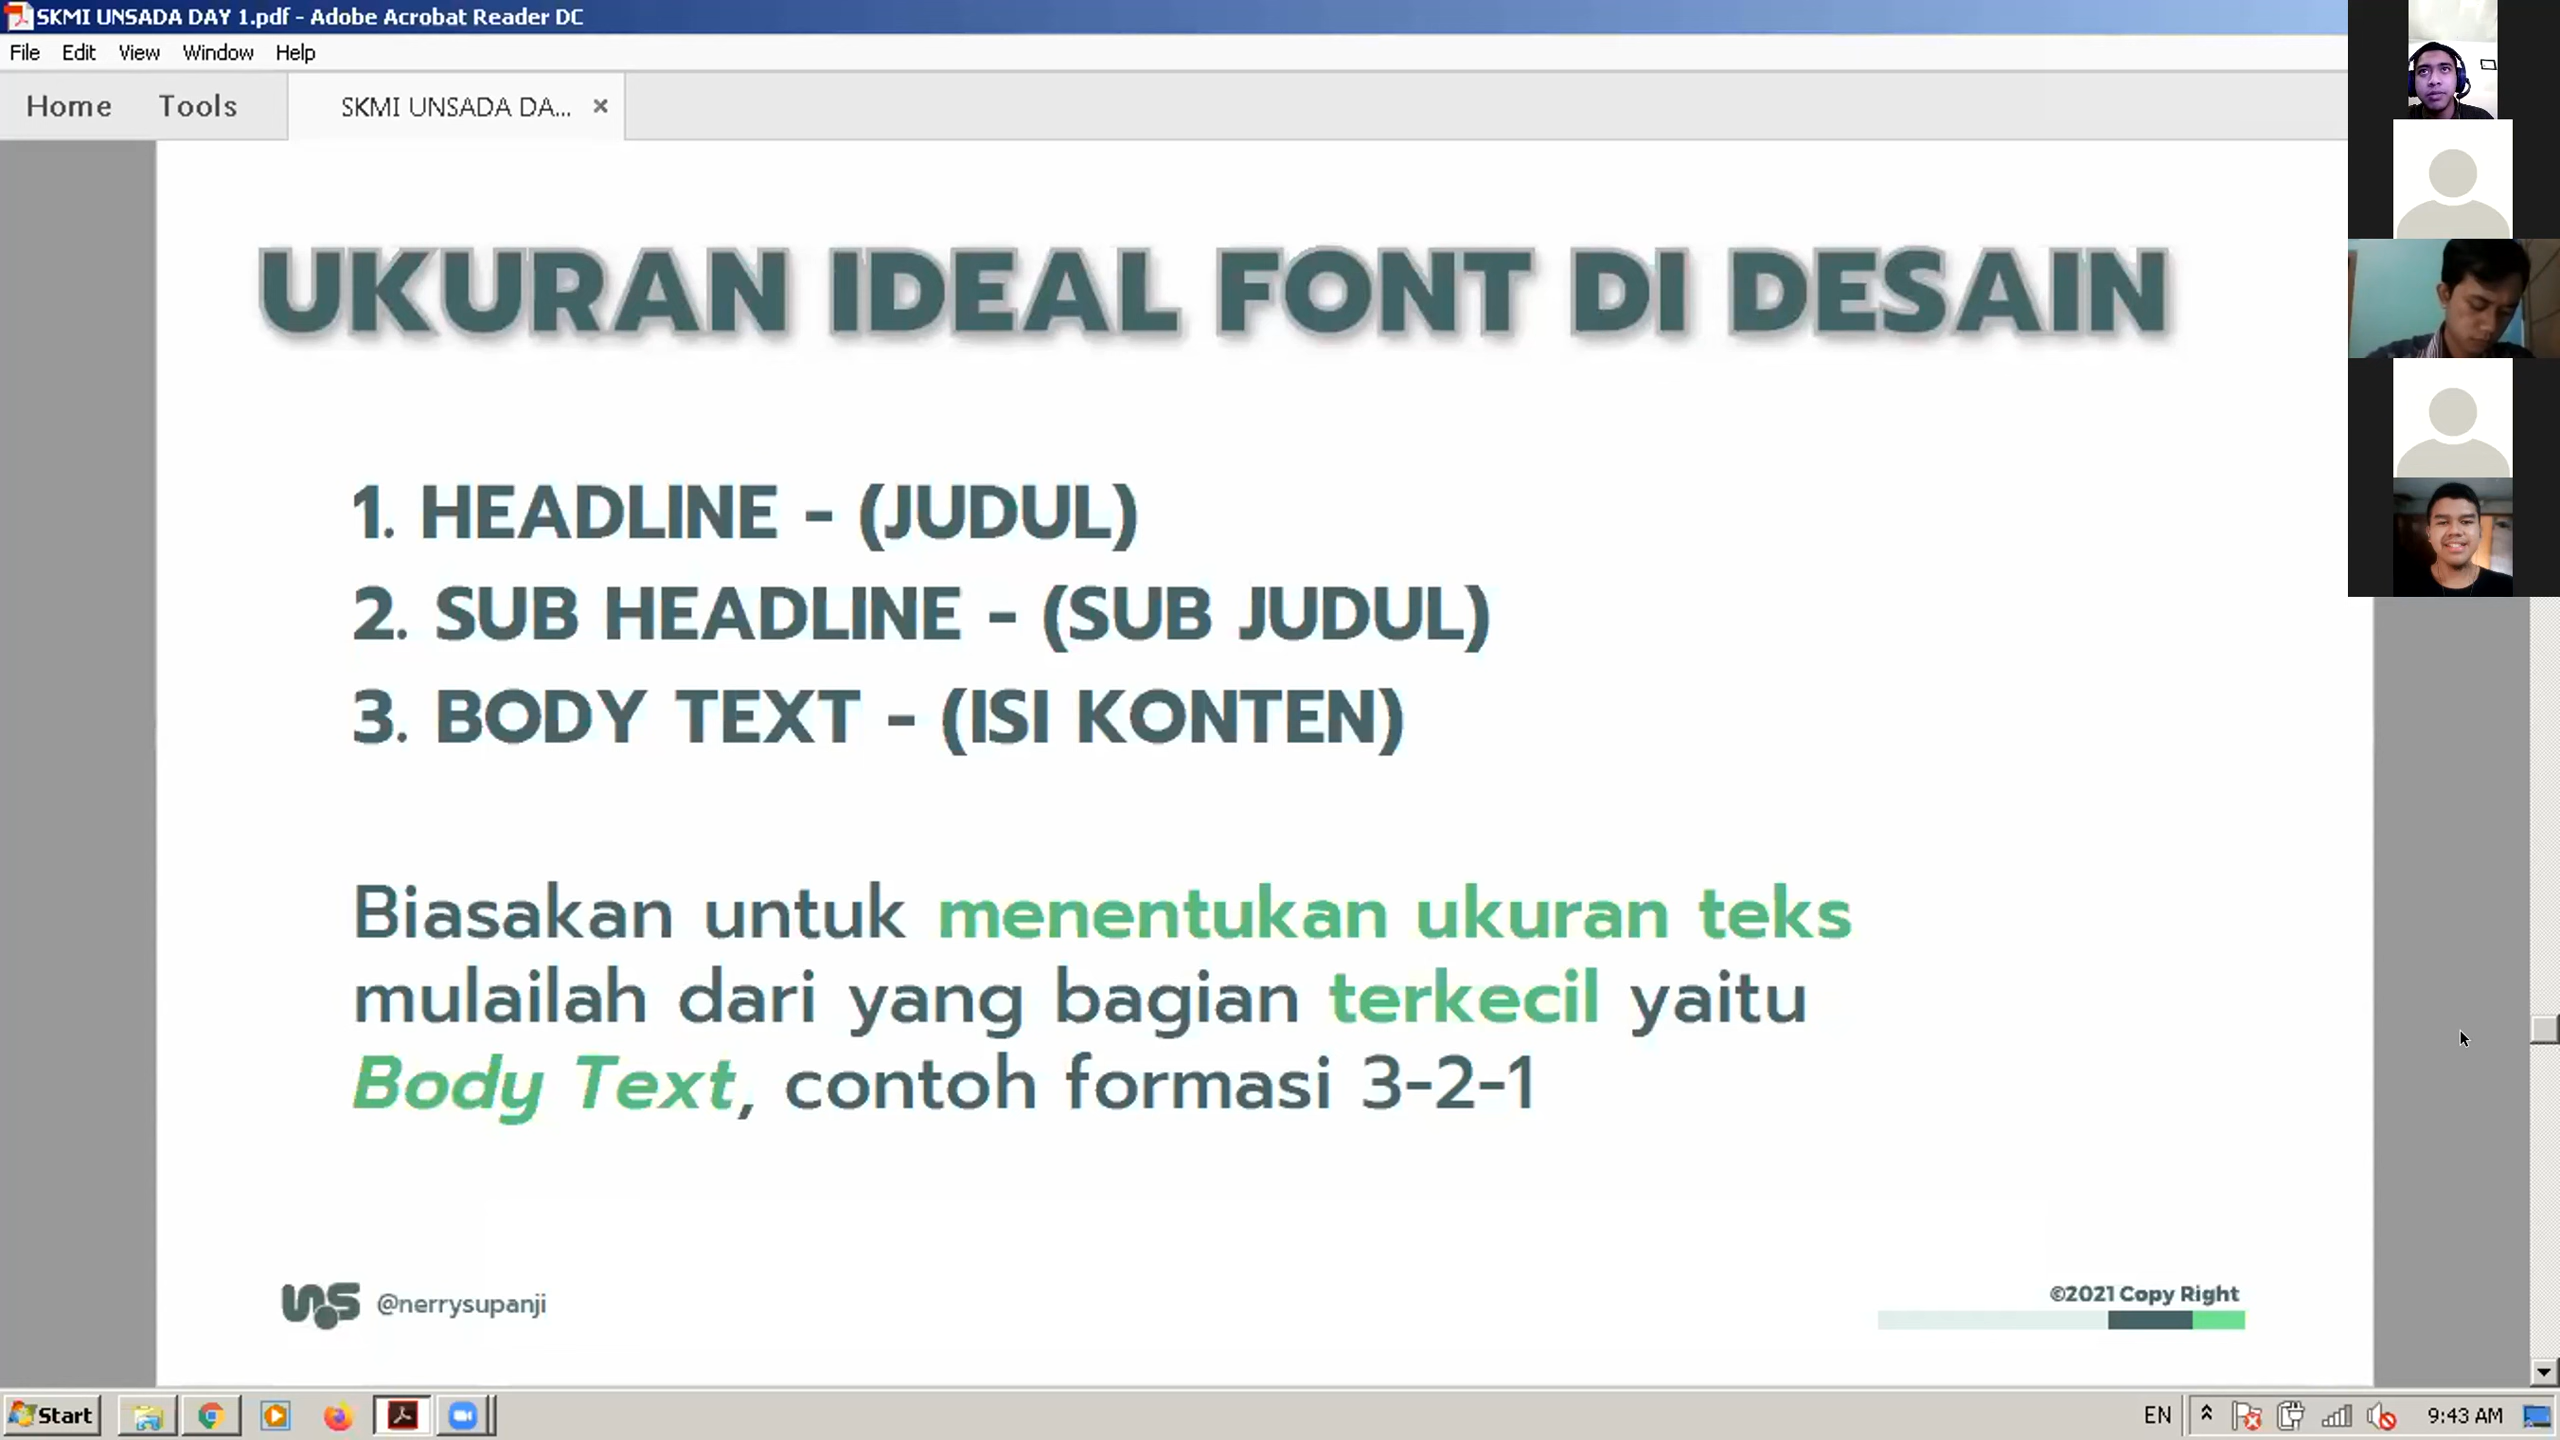 SKMI UNSADA DAY 1.pdf - Adobe Acrobat Reader DC
File Edit View Window Help
Home Tools SKMI UNSADA DA... ×
UKURAN IDEAL FONT DI DESAIN
1. HEADLINE - (JUDUL)
2. SUB HEADLINE - (SUB JUDUL)
3. BODY TEXT - (ISI KONTEN)
Biasakan untuk menentukan ukuran teks
mulailah dari yang bagian terkecil yaitu
Body Text, contoh formasi 3-2-1
@nerrysupanji
©2021 Copy Right
Start EN 9:43 AM